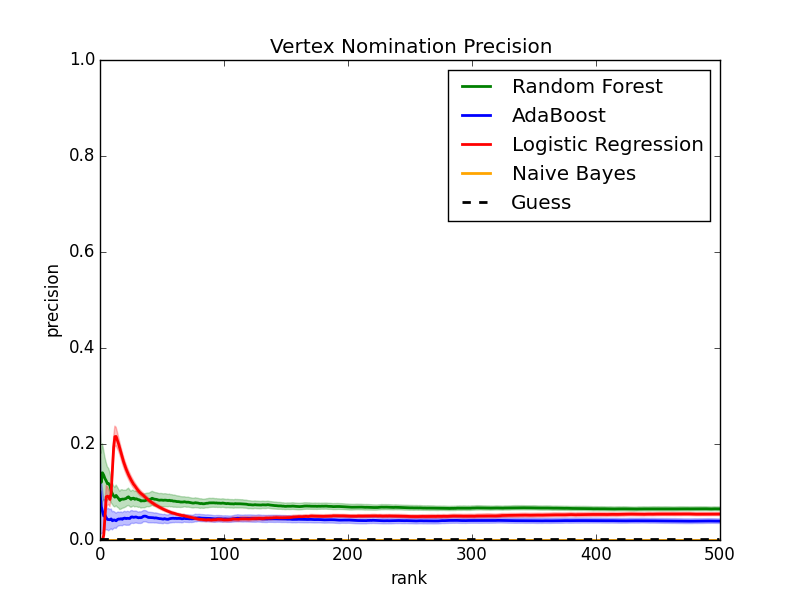 Vertex Nomination Precision
1.0
0.8
0.6
0.4
0.2
0.0
precision
Random Forest
AdaBoost
Logistic Regression
Naive Bayes
Guess
0 100 200 300 400 500
rank